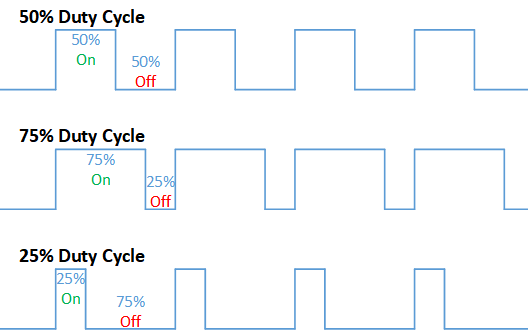 50% Duty Cycle
50%
On
50%
Off
75% Duty Cycle
75%
On
25%
Off
25% Duty Cycle
25%
On
75%
Off